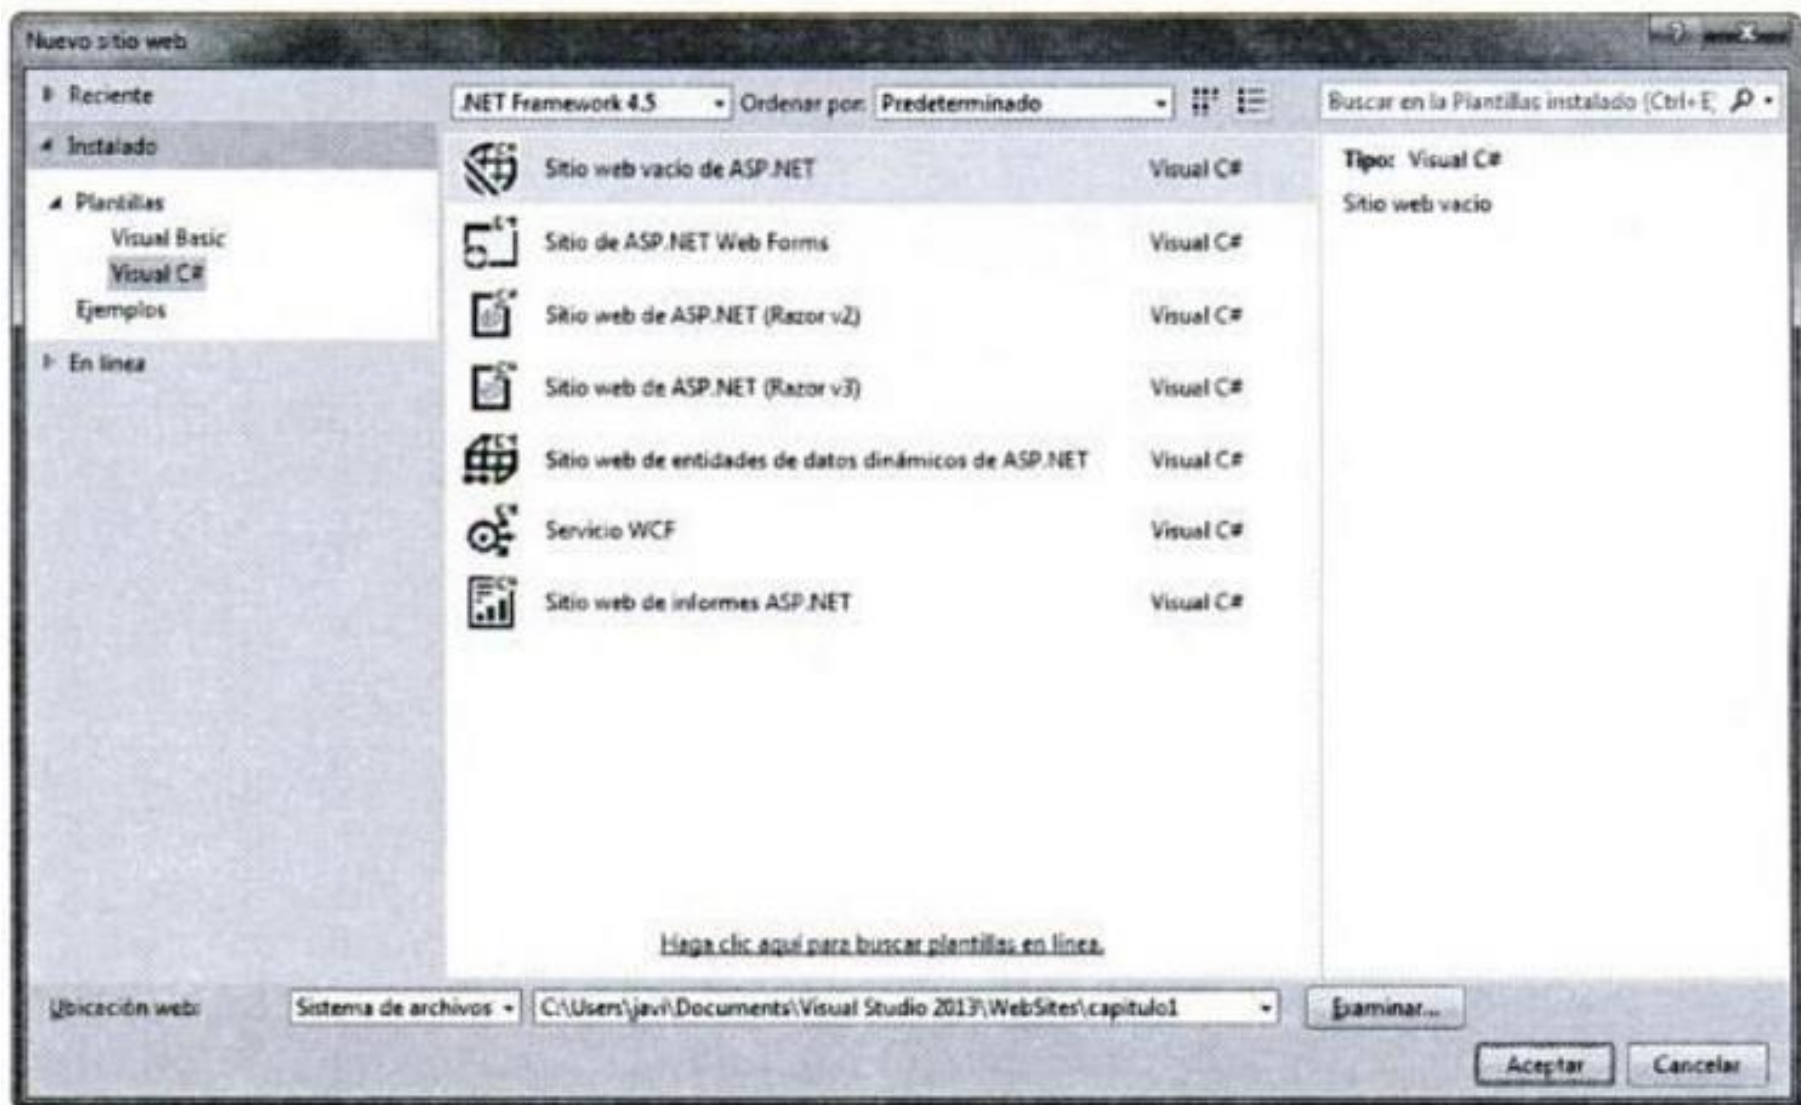 Nuevo sitio web
Reciente
Instalado
Plantillas
Visual Basic
Visual C#
Ejemplos
En línea
.NET Framework 4.5
Ordenar por: Predeterminado
Sitio web vacío de ASP.NET Visual C#
Sitio de ASP.NET Web Forms Visual C#
Sitio web de ASP.NET (Razor v2) Visual C#
Sitio web de ASP.NET (Razor v3) Visual C#
Sitio web de entidades de datos dinámicos de ASP.NET Visual C#
Servicio WCF Visual C#
Sitio web de informes ASP.NET Visual C#
Haga clic aquí para buscar plantillas en línea.
Buscar en la Plantillas instalado (Ctrl+E)
Tipo: Visual C#
Sitio web vacío
Ubicación web: Sistema de archivos C:\Users\javi\Documents\Visual Studio 2013\WebSites\capitulo1 Examinar...
Aceptar Cancelar